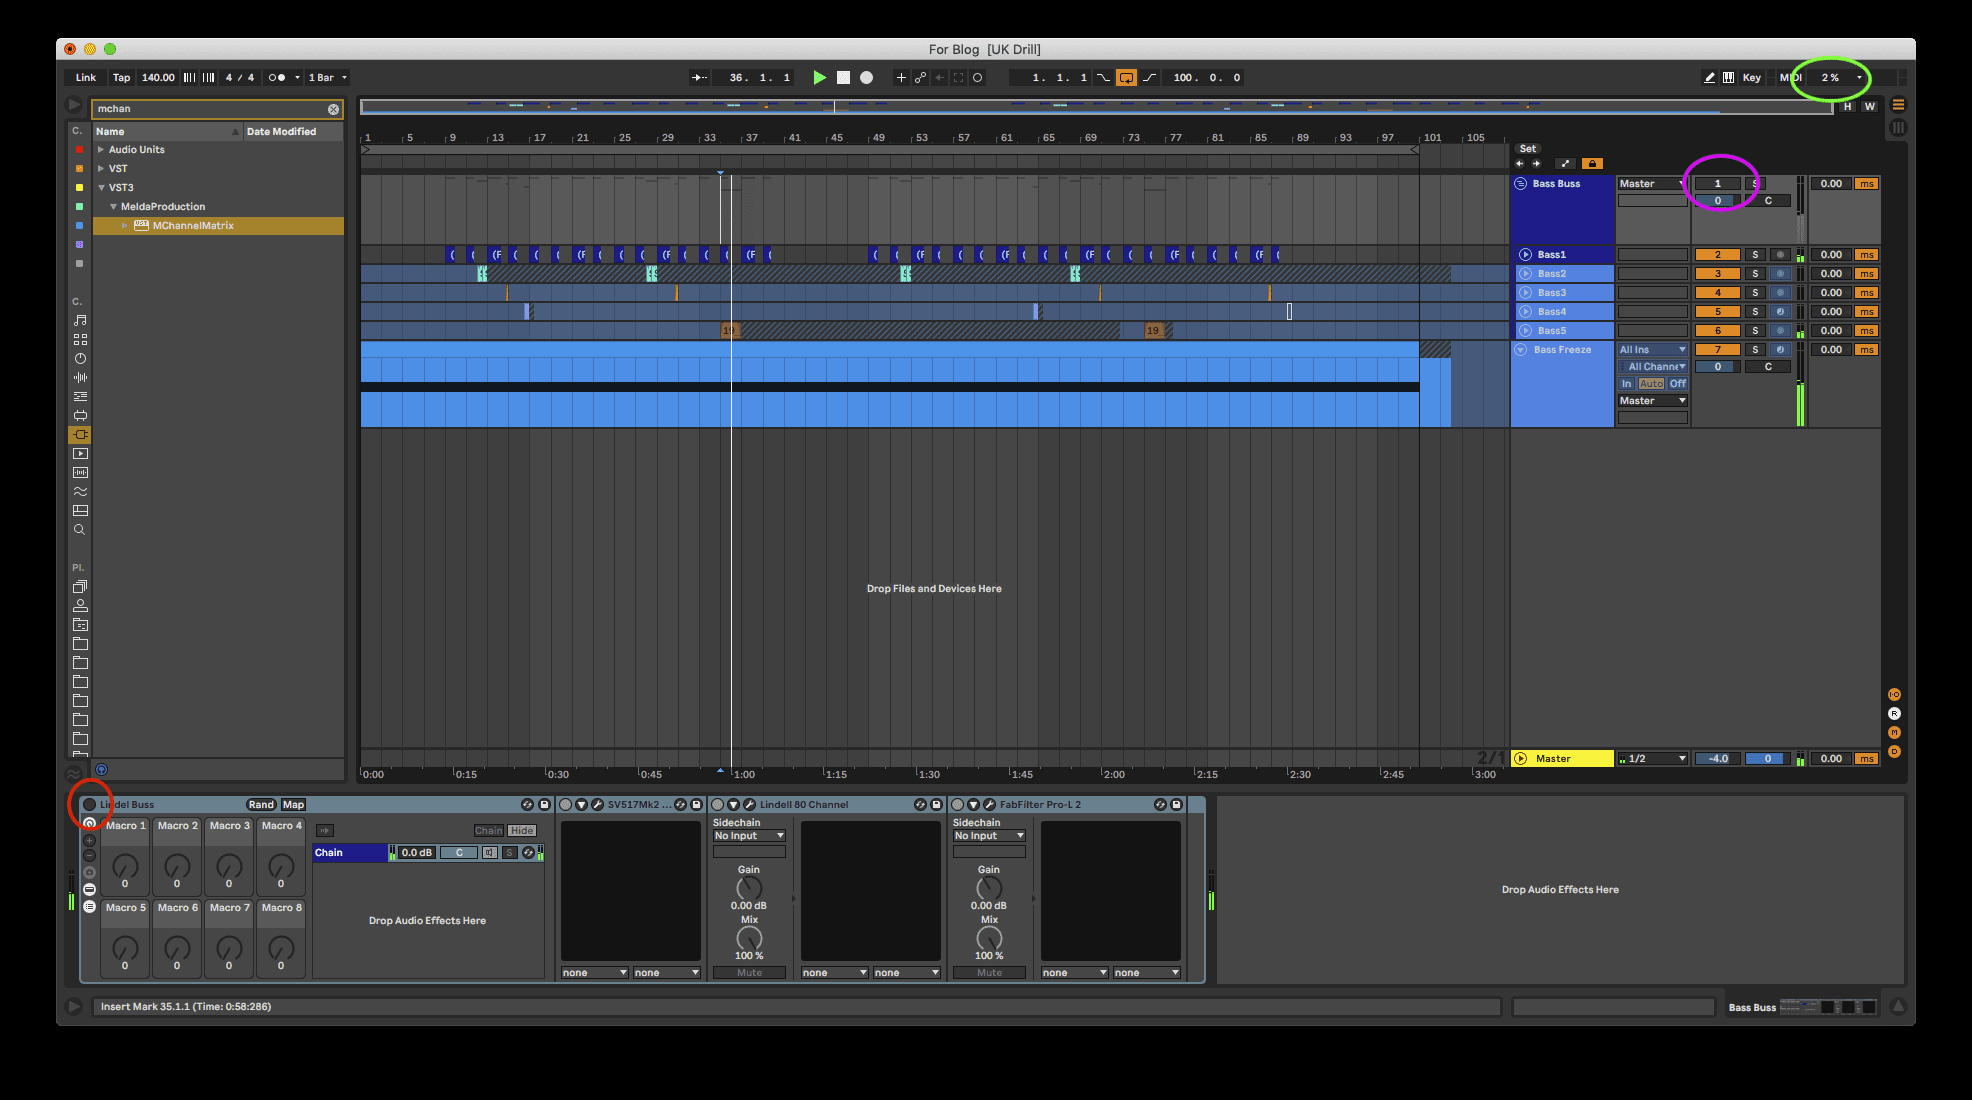 For Blog [UK Drill]
Link Tap 140.00 4 / 4 1 Bar 36. 1. 1 1. 1. 1 100. 0. 0 Key MIDI 2 %
mchan
H W
C. Name Date Modified
Audio Units
VST
VST3
MeldaProduction
MChannelMatrix
C.
Pl.
1 5 9 13 17 21 25 29 33 37 41 45 49 53 57 61 65 69 73 77 81 85 89 93 97 101 105
Set
Bass Buss Master 1 S 0.00 ms
0 C
Bass1 2 S 0.00 ms
Bass2 3 S 0.00 ms
Bass3 4 S 0.00 ms
Bass4 5 S 0.00 ms
19 19 Bass5 6 S 0.00 ms
Bass Freeze All Ins 7 S 0.00 ms
All Channe 0 C
In Auto Off
Master
Drop Files and Devices Here
2/1 Master 1/2 -4.0 0 0.00 ms
0:00 0:15 0:30 0:45 1:00 1:15 1:30 1:45 2:00 2:15 2:30 2:45 3:00
Lindel Buss Rand Map SV517Mk2 ... Lindell 80 Channel FabFilter Pro-L 2
Macro 1 Macro 2 Macro 3 Macro 4 Chain Hide Sidechain Sidechain
No Input No Input
Chain 0.0 dB C S
0 0 0 0 Gain Gain
0.00 dB 0.00 dB
Macro 5 Macro 6 Macro 7 Macro 8 Drop Audio Effects Here Mix Mix Drop Audio Effects Here
100 % 100 %
0 0 0 0 none none Mute none none Mute none none
Insert Mark 35.1.1 (Time: 0:58:286) Bass Buss